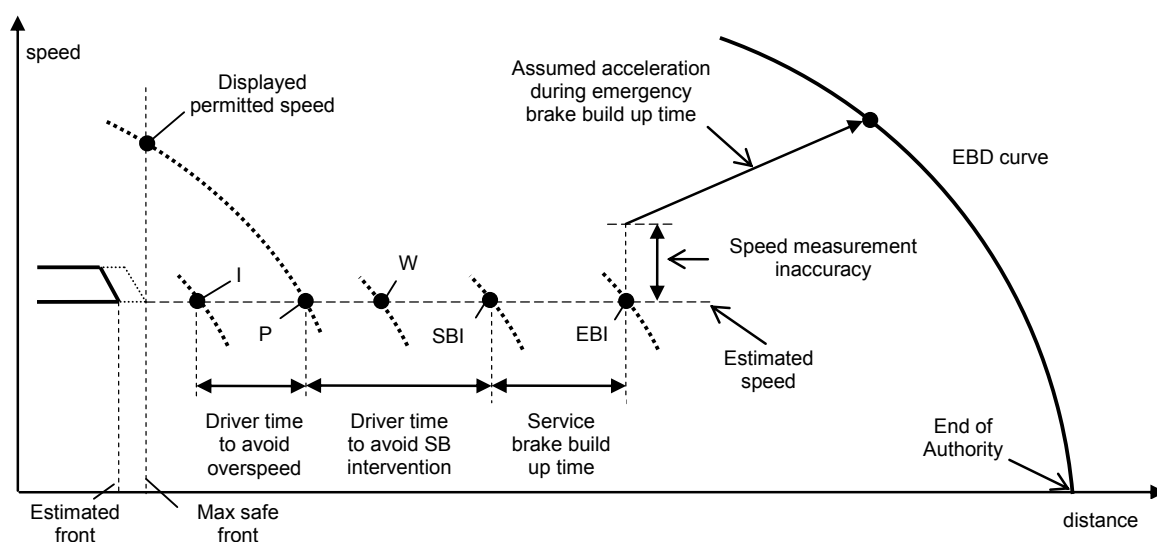 speed
Displayed
permitted speed
Assumed acceleration
during emergency
brake build up time
EBD curve
I
W
Speed measurement
inaccuracy
P
SBI
EBI
Estimated
speed
Driver time
to avoid
overspeed
Driver time
to avoid SB
intervention
Service
brake build
up time
End of
Authority
Estimated
front
Max safe
front
distance